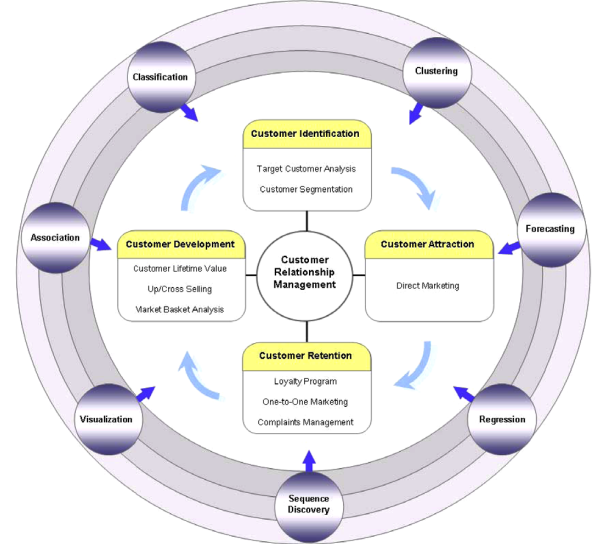 Classification
Clustering
Customer Identification
Target Customer Analysis
Customer Segmentation
Association
Customer Development
Customer Lifetime Value
Up/Cross Selling
Market Basket Analysis
Customer
Relationship
Management
Customer Attraction
Direct Marketing
Forecasting
Customer Retention
Loyalty Program
One-to-One Marketing
Complaints Management
Visualization
Regression
Sequence
Discovery